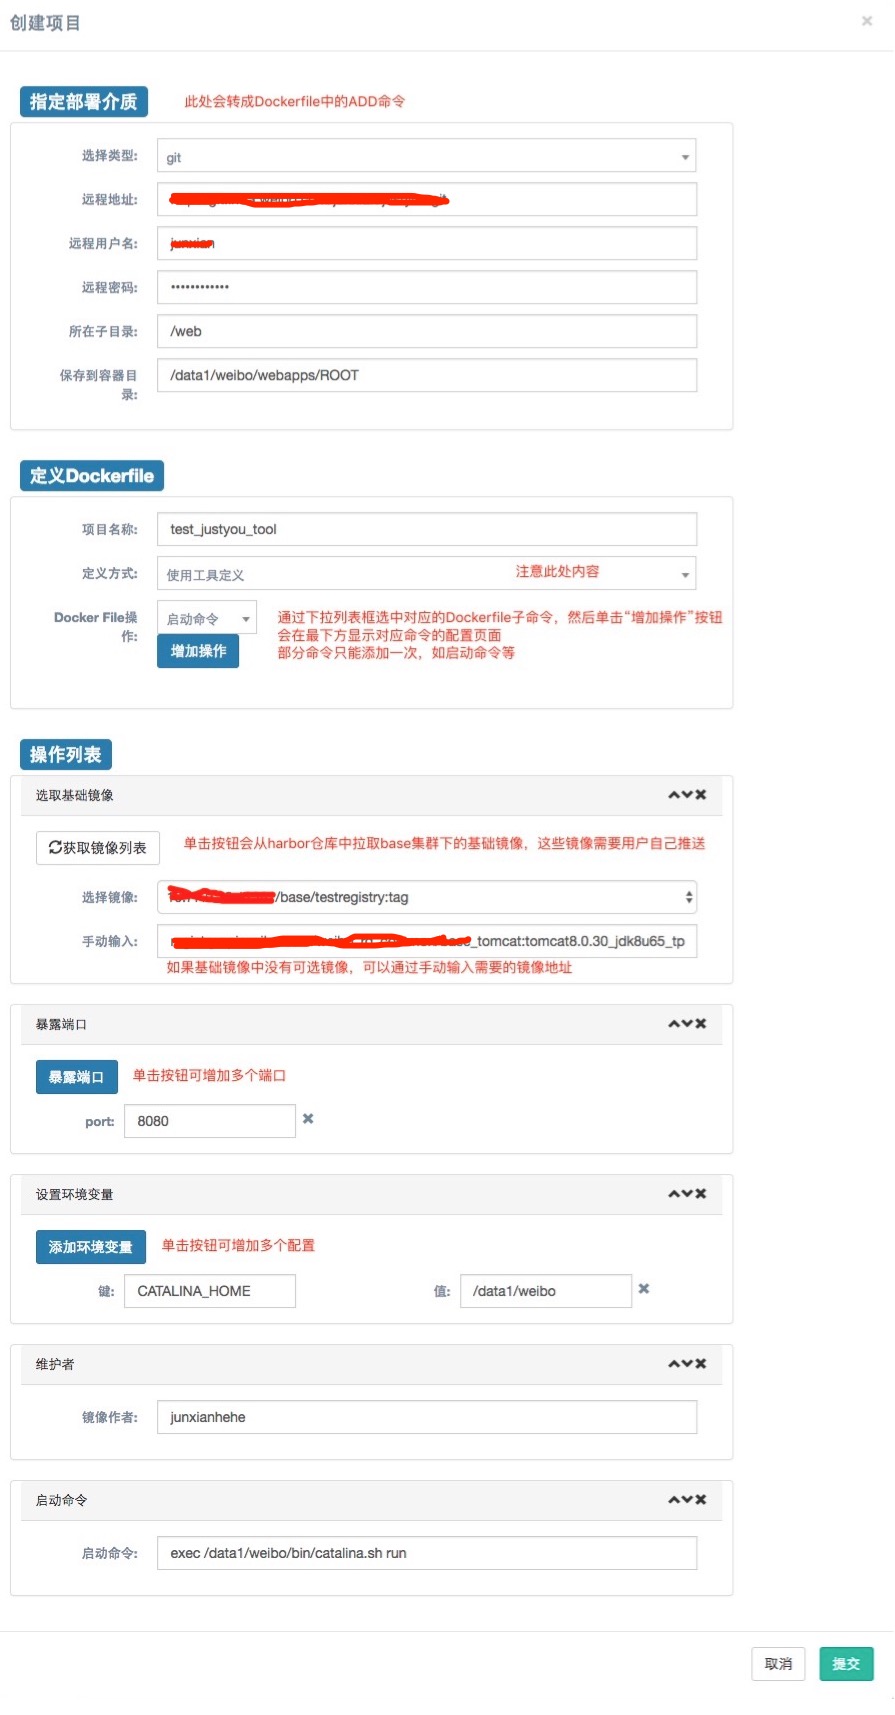 创建项目
指定部署介质 此处会转成Dockerfile中的ADD命令
选择类型: git
远程地址:
远程用户名:
远程密码: ••••••••••••
所在子目录: /web
保存到容器目 /data1/weibo/webapps/ROOT
录:
定义Dockerfile
项目名称: test_justyou_tool
定义方式: 使用工具定义 注意此处内容
Docker File操 启动命令 通过下拉列表框选中对应的Dockerfile子命令，然后单击“增加操作”按钮
作: 会在最下方显示对应命令的配置页面
增加操作 部分命令只能添加一次，如启动命令等
操作列表
选取基础镜像
获取镜像列表 单击按钮会从harbor仓库中拉取base集群下的基础镜像，这些镜像需要用户自己推送
选择镜像: /base/testregistry:tag
手动输入: _tomcat:tomcat8.0.30_jdk8u65_tp
如果基础镜像中没有可选镜像，可以通过手动输入需要的镜像地址
暴露端口
暴露端口 单击按钮可增加多个端口
port: 8080
设置环境变量
添加环境变量 单击按钮可增加多个配置
键: CATALINA_HOME 值: /data1/weibo
维护者
镜像作者: junxianhehe
启动命令
启动命令: exec /data1/weibo/bin/catalina.sh run
取消 提交